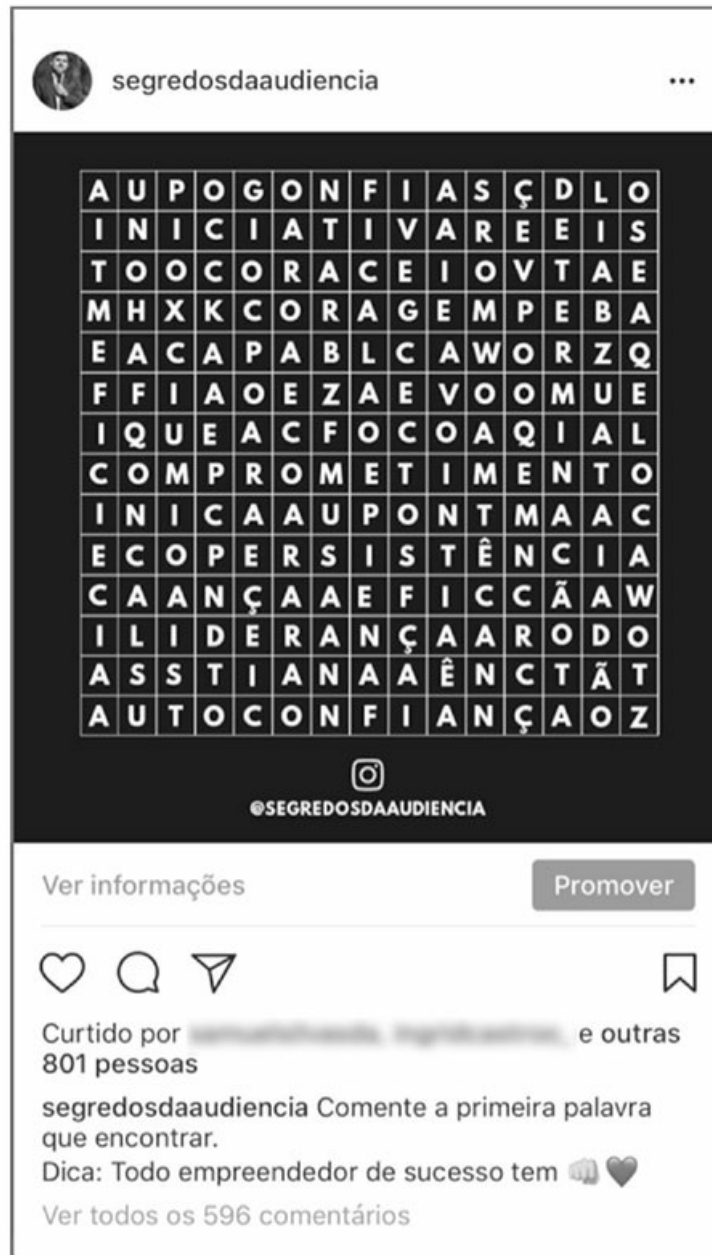 segredosdaaudiencia
A U P O G O N F I A S Ç D L O
I N I C I A T I V A R E E I S
T O O C O R A C E I O V T A E
M H X K C O R A G E M P E B A
E A C A P A B L C A W O R Z Q
F F I A O E Z A E V O O M U E
I Q U E A C F O C O A Q I A L
C O M P R O M E T I M E N T O
I N I C A A U P O N T M A A C
E C O P E R S I S T Ê N C I A
C A A N Ç A A E F I C C Ã A W
I L I D E R A N Ç A A R O D O
A S S T I A N A A Ê N C T Ã T
A U T O C O N F I A N Ç A O Z
@SEGREDOSDAAUDIENCIA
Ver informações
Promover
Curtido por e outras
801 pessoas
segredosdaaudiencia Comente a primeira palavra
que encontrar.
Dica: Todo empreendedor de sucesso tem 👊🖤
Ver todos os 596 comentários